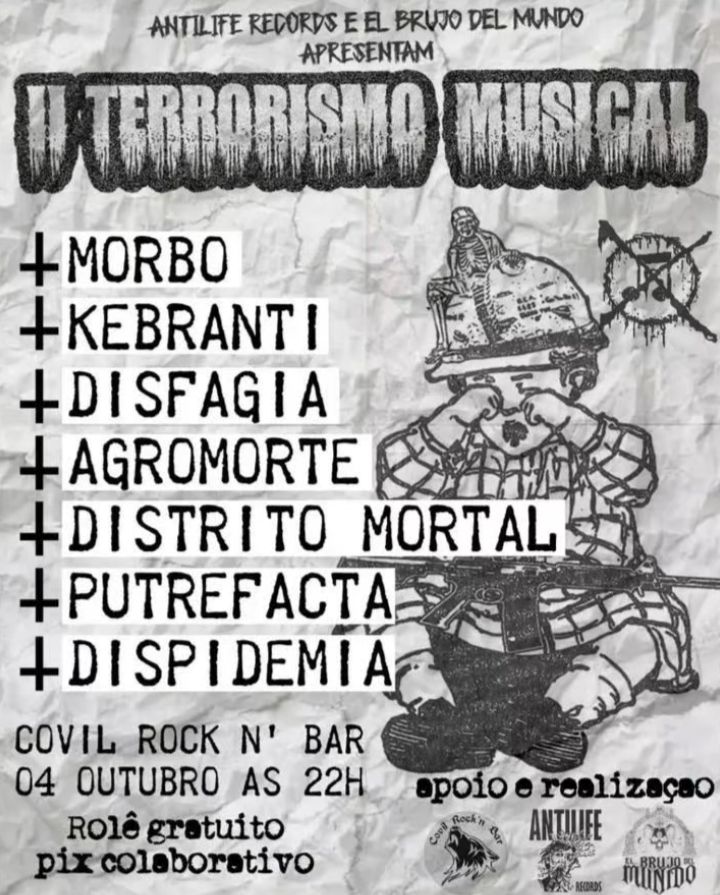 ANTILIFE RECORDS E EL BRUJO DEL MUNDO
APRESENTAM
II TERRORISMO MUSICAL
MORBO
KEBRANTI
DISFAGIA
AGROMORTE
DISTRITO MORTAL
PUTREFACTA
DISPIDEMIA
COVIL ROCK N' BAR
04 OUTUBRO AS 22H
Rolê gratuito
pix colaborativo
apoio e realizaçao
Covil Rock'n Bar
ANTILIFE
RECORDS
EL BRUJO DEL
MUNDO